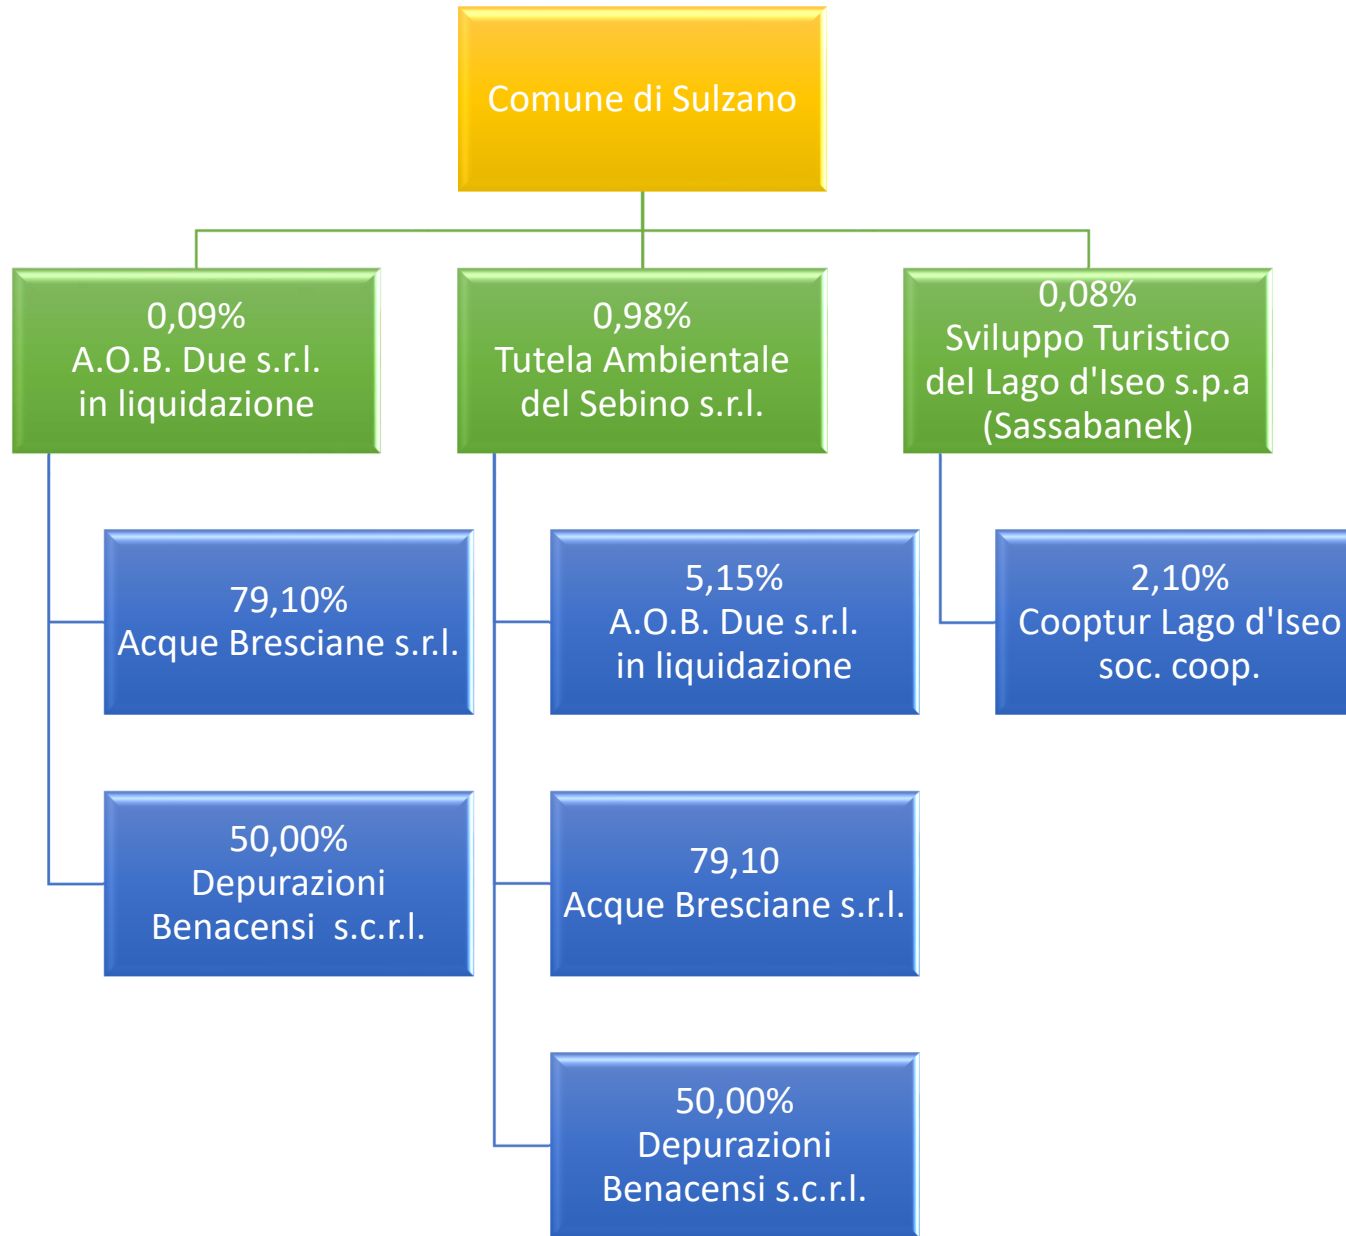 Comune di Sulzano
0,09%
A.O.B. Due s.r.l.
in liquidazione
0,98%
Tutela Ambientale
del Sebino s.r.l.
0,08%
Sviluppo Turistico
del Lago d'Iseo s.p.a
(Sassabanek)
79,10%
Acque Bresciane s.r.l.
50,00%
Depurazioni
Benacensi  s.c.r.l.
5,15%
A.O.B. Due s.r.l.
in liquidazione
79,10
Acque Bresciane s.r.l.
50,00%
Depurazioni
Benacensi s.c.r.l.
2,10%
Cooptur Lago d'Iseo
soc. coop.